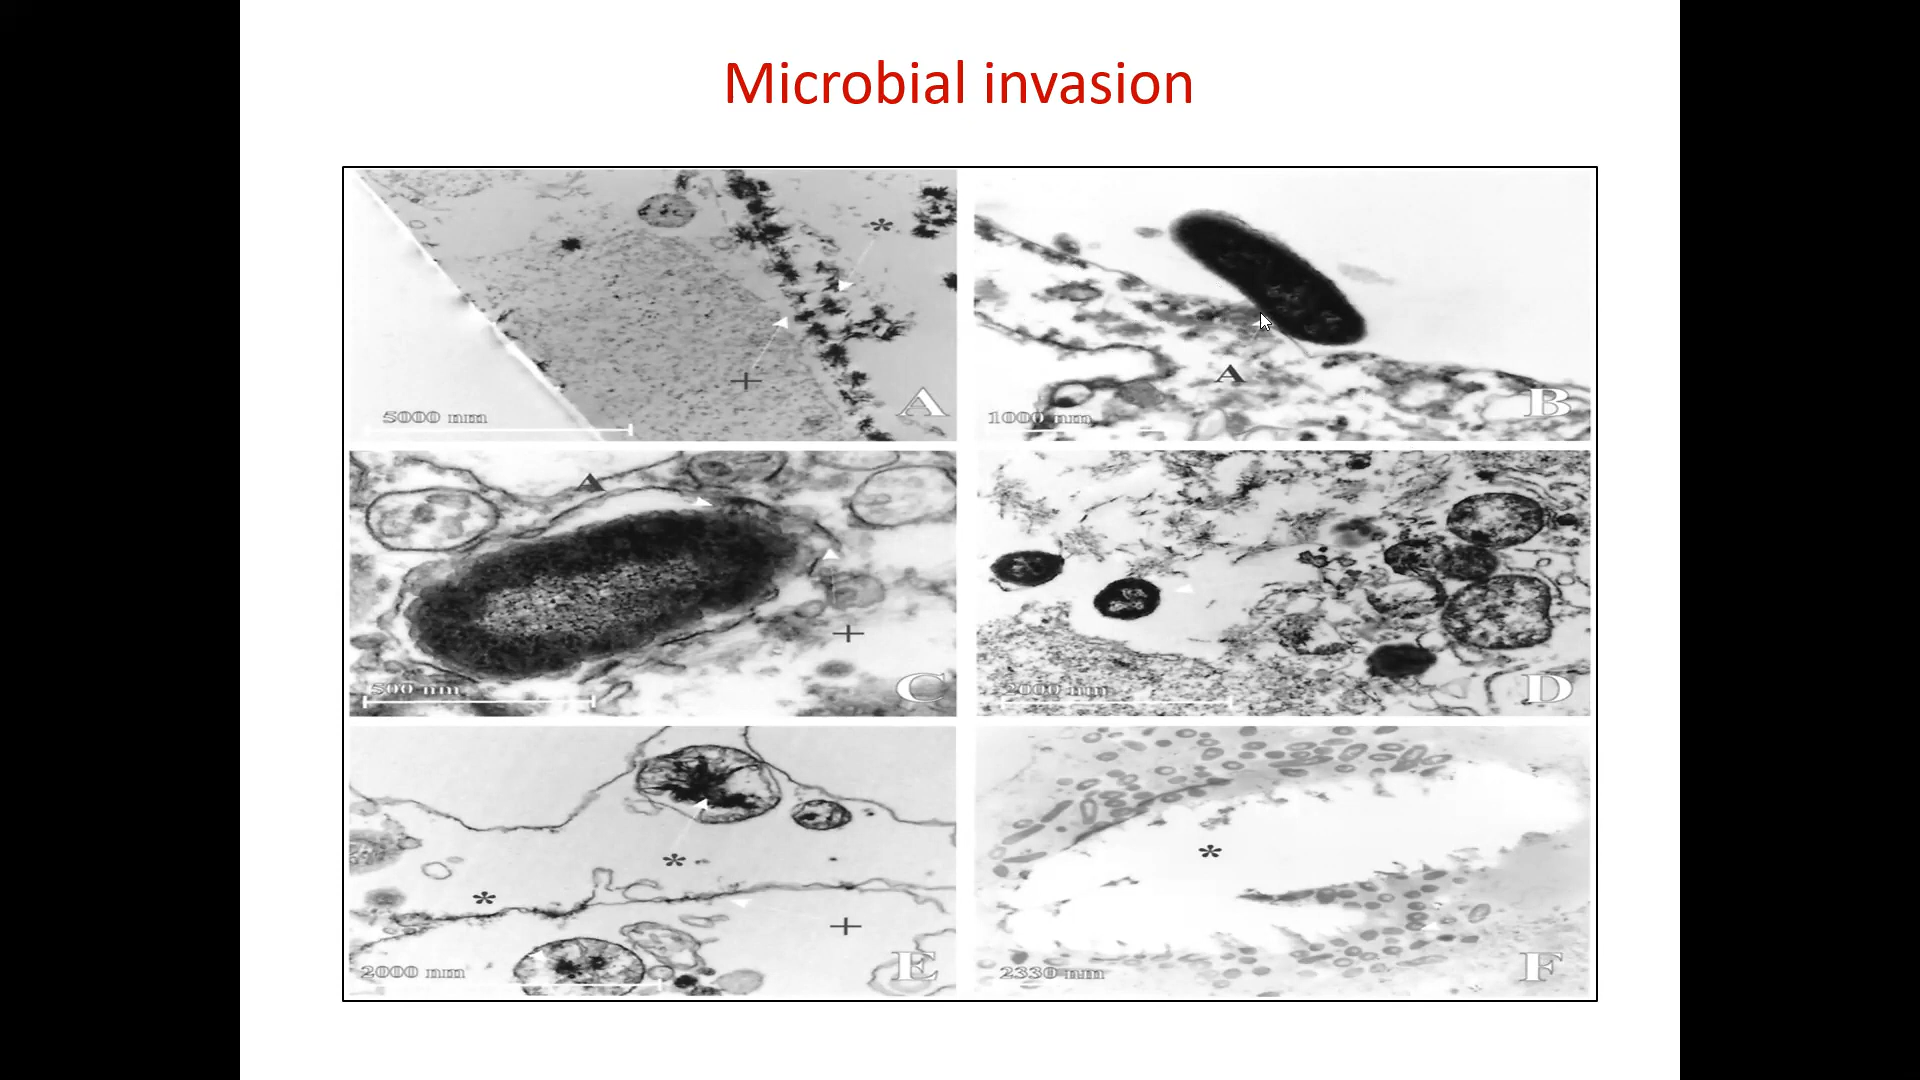 Microbial invasion
*
+
5000 nm
A
A
1000 nm
B
A
+
500 nm
C
2000 nm
D
*
*
+
2000 nm
E
*
2330 nm
F